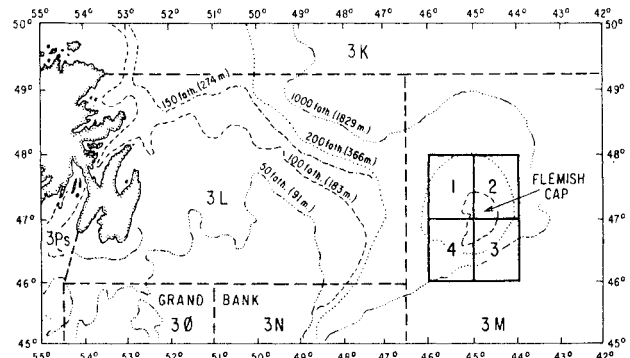 55° 54° 53° 52° 51° 50° 49° 48° 47° 46° 45° 44° 43° 42°
50° 50°
3K
49° 49°
150 fath. (274 m.)
1000 fath. (1829 m.)
200 fath. (366 m.)
100 fath. (183 m.)
50 fath. (91 m.)
48° 48°
1 2
FLEMISH
CAP
3L
47° 47°
3Ps
4 3
46° 46°
GRAND BANK
3Ø 3N 3M
45° 45°
55° 54° 53° 52° 51° 50° 49° 48° 47° 46° 45° 44° 43° 42°